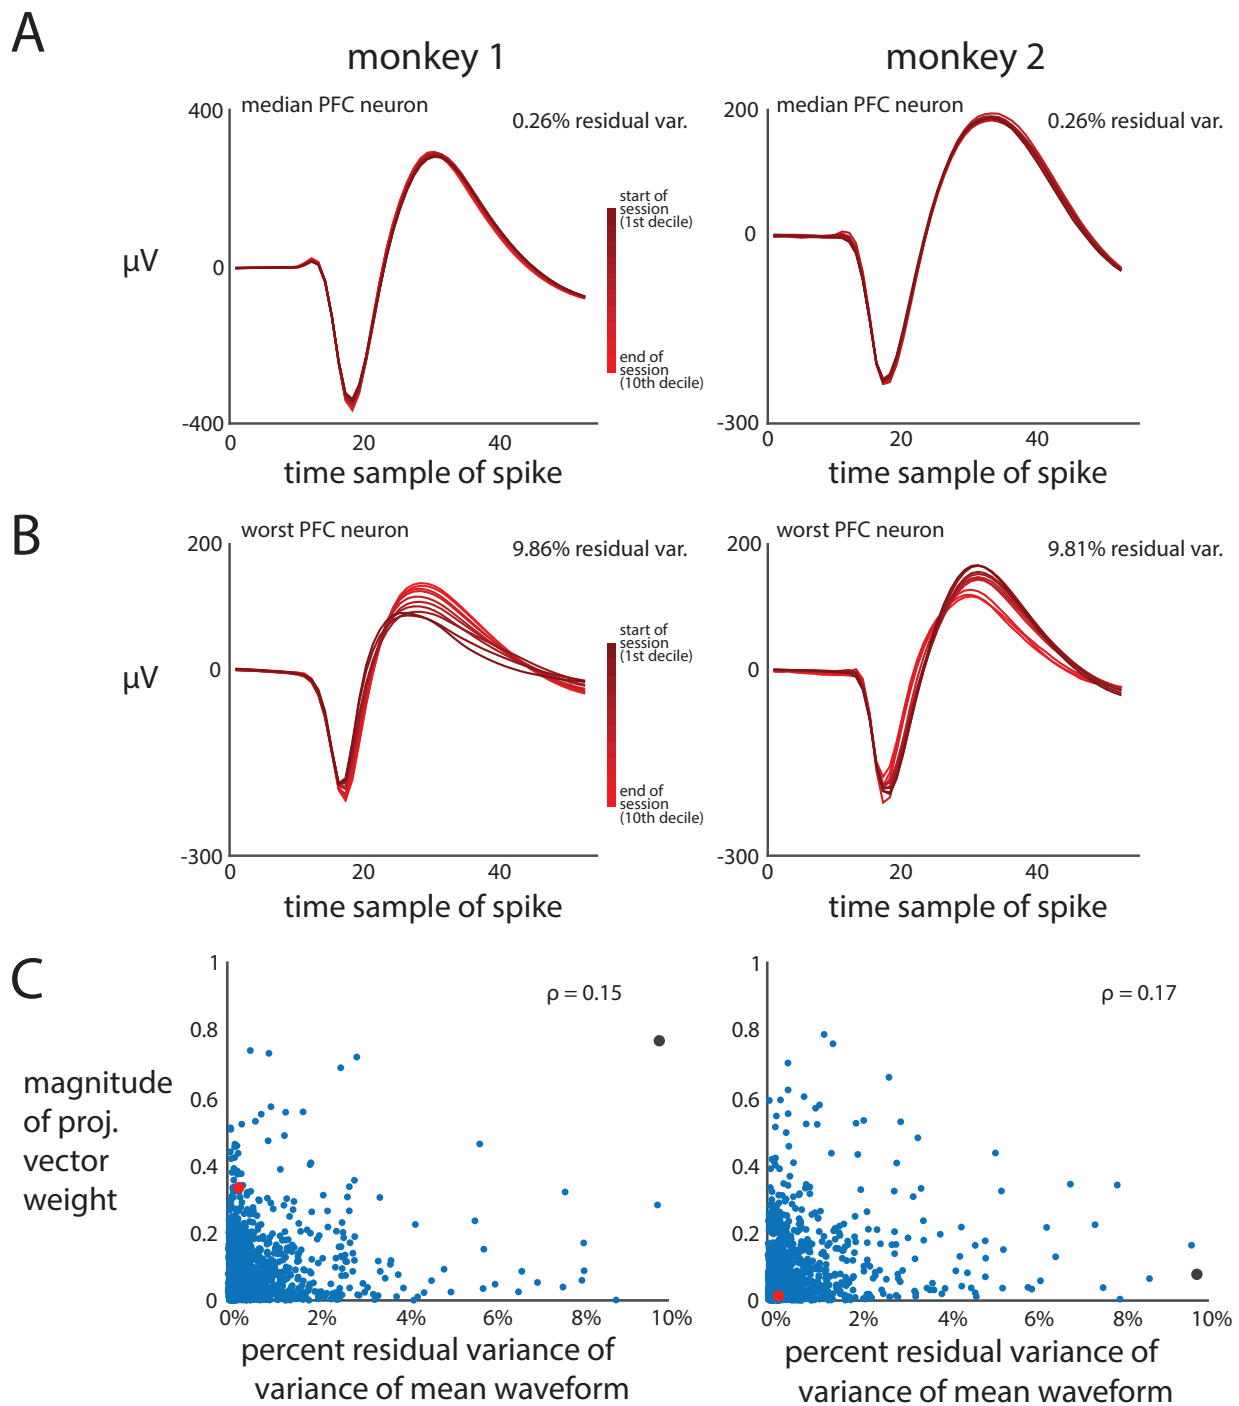 A
monkey 1
monkey 2
median PFC neuron
0.26% residual var.
400
0
-400
µV
0
20
40
time sample of spike
start of
session
(1st decile)
end of
session
(10th decile)
median PFC neuron
0.26% residual var.
200
0
-300
0
20
40
time sample of spike
B
worst PFC neuron
9.86% residual var.
200
0
-300
µV
0
20
40
time sample of spike
start of
session
(1st decile)
end of
session
(10th decile)
worst PFC neuron
9.81% residual var.
200
0
-300
0
20
40
time sample of spike
C
magnitude
of proj.
vector
weight
ρ = 0.15
1
0.8
0.6
0.4
0.2
0
0%
2%
4%
6%
8%
10%
percent residual variance of
variance of mean waveform
ρ = 0.17
1
0.8
0.6
0.4
0.2
0
0%
2%
4%
6%
8%
10%
percent residual variance of
variance of mean waveform